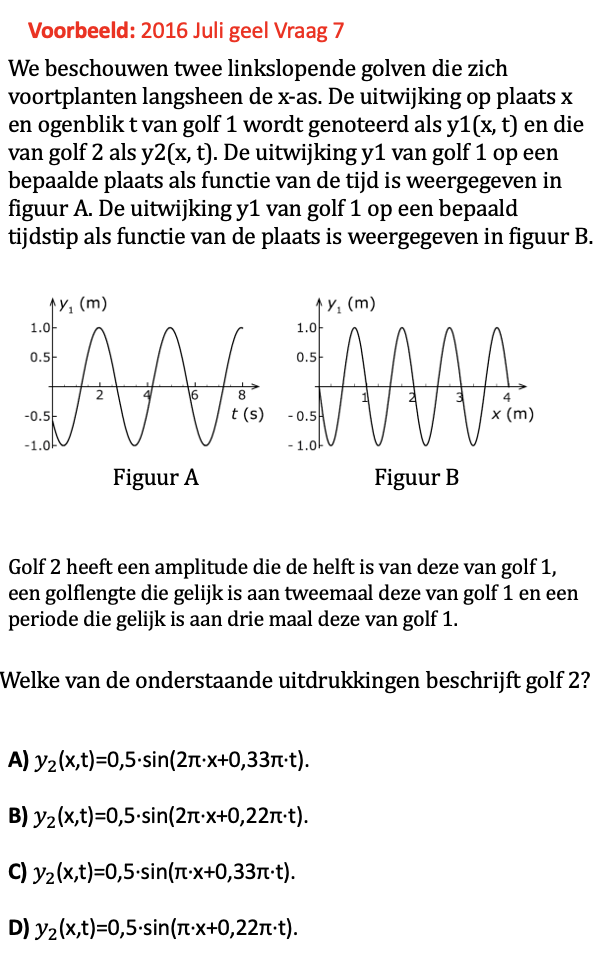 Voorbeeld: 2016 Juli geel Vraag 7
We beschouwen twee linkslopende golven die zich
voortplanten langsheen de x-as. De uitwijking op plaats x
en ogenblik t van golf 1 wordt genoteerd als y1(x, t) en die
van golf 2 als y2(x, t). De uitwijking y1 van golf 1 op een
bepaalde plaats als functie van de tijd is weergegeven in
figuur A. De uitwijking y1 van golf 1 op een bepaald
tijdstip als functie van de plaats is weergegeven in figuur B.
y₁ (m)
1.0
0.5
-0.5
-1.0
2
4
6
8
t (s)
Figuur A
y₁ (m)
1.0
0.5
-0.5
-1.0
1
2
3
4
x (m)
Figuur B
Golf 2 heeft een amplitude die de helft is van deze van golf 1,
een golflengte die gelijk is aan tweemaal deze van golf 1 en een
periode die gelijk is aan drie maal deze van golf 1.
Welke van de onderstaande uitdrukkingen beschrijft golf 2?
A) y₂(x,t)=0,5·sin(2π·x+0,33π·t).
B) y₂(x,t)=0,5·sin(2π·x+0,22π·t).
C) y₂(x,t)=0,5·sin(π·x+0,33π·t).
D) y₂(x,t)=0,5·sin(π·x+0,22π·t).